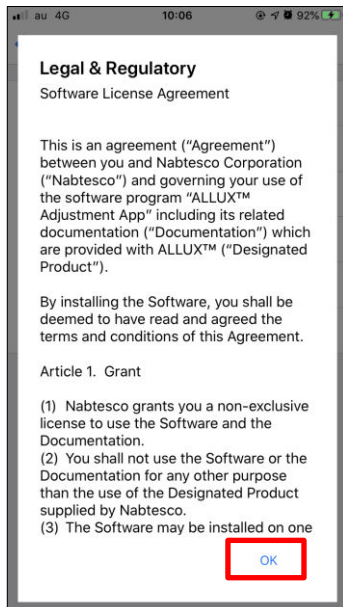 au 4G 10:06 92%
Legal & Regulatory
Software License Agreement
This is an agreement (“Agreement”)
between you and Nabtesco Corporation
(“Nabtesco”) and governing your use of
the software program “ALLUX™
Adjustment App” including its related
documentation (“Documentation”) which
are provided with ALLUX™ (“Designated
Product”).
By installing the Software, you shall be
deemed to have read and agreed the
terms and conditions of this Agreement.
Article 1.  Grant
(1)  Nabtesco grants you a non-exclusive
license to use the Software and the
Documentation.
(2)  You shall not use the Software or the
Documentation for any other purpose
than the use of the Designated Product
supplied by Nabtesco.
(3)  The Software may be installed on one
OK